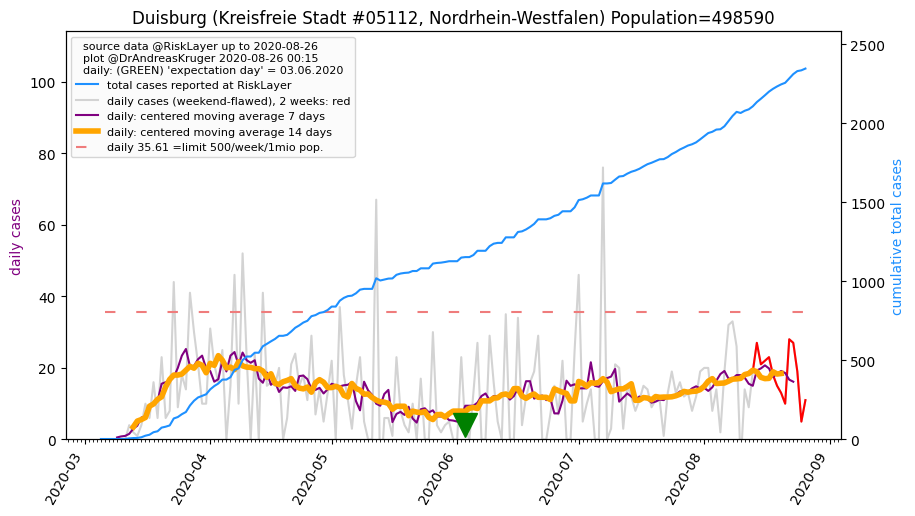 Duisburg (Kreisfreie Stadt #05112, Nordrhein-Westfalen) Population=498590
source data @RiskLayer up to 2020-08-26
plot @DrAndreasKruger 2020-08-26 00:15
daily: (GREEN) 'expectation day' = 03.06.2020
total cases reported at RiskLayer
daily cases (weekend-flawed), 2 weeks: red
daily: centered moving average 7 days
daily: centered moving average 14 days
daily 35.61 =limit 500/week/1mio pop.
daily cases
0
20
40
60
80
100
cumulative total cases
0
500
1000
1500
2000
2500
2020-03
2020-04
2020-05
2020-06
2020-07
2020-08
2020-09